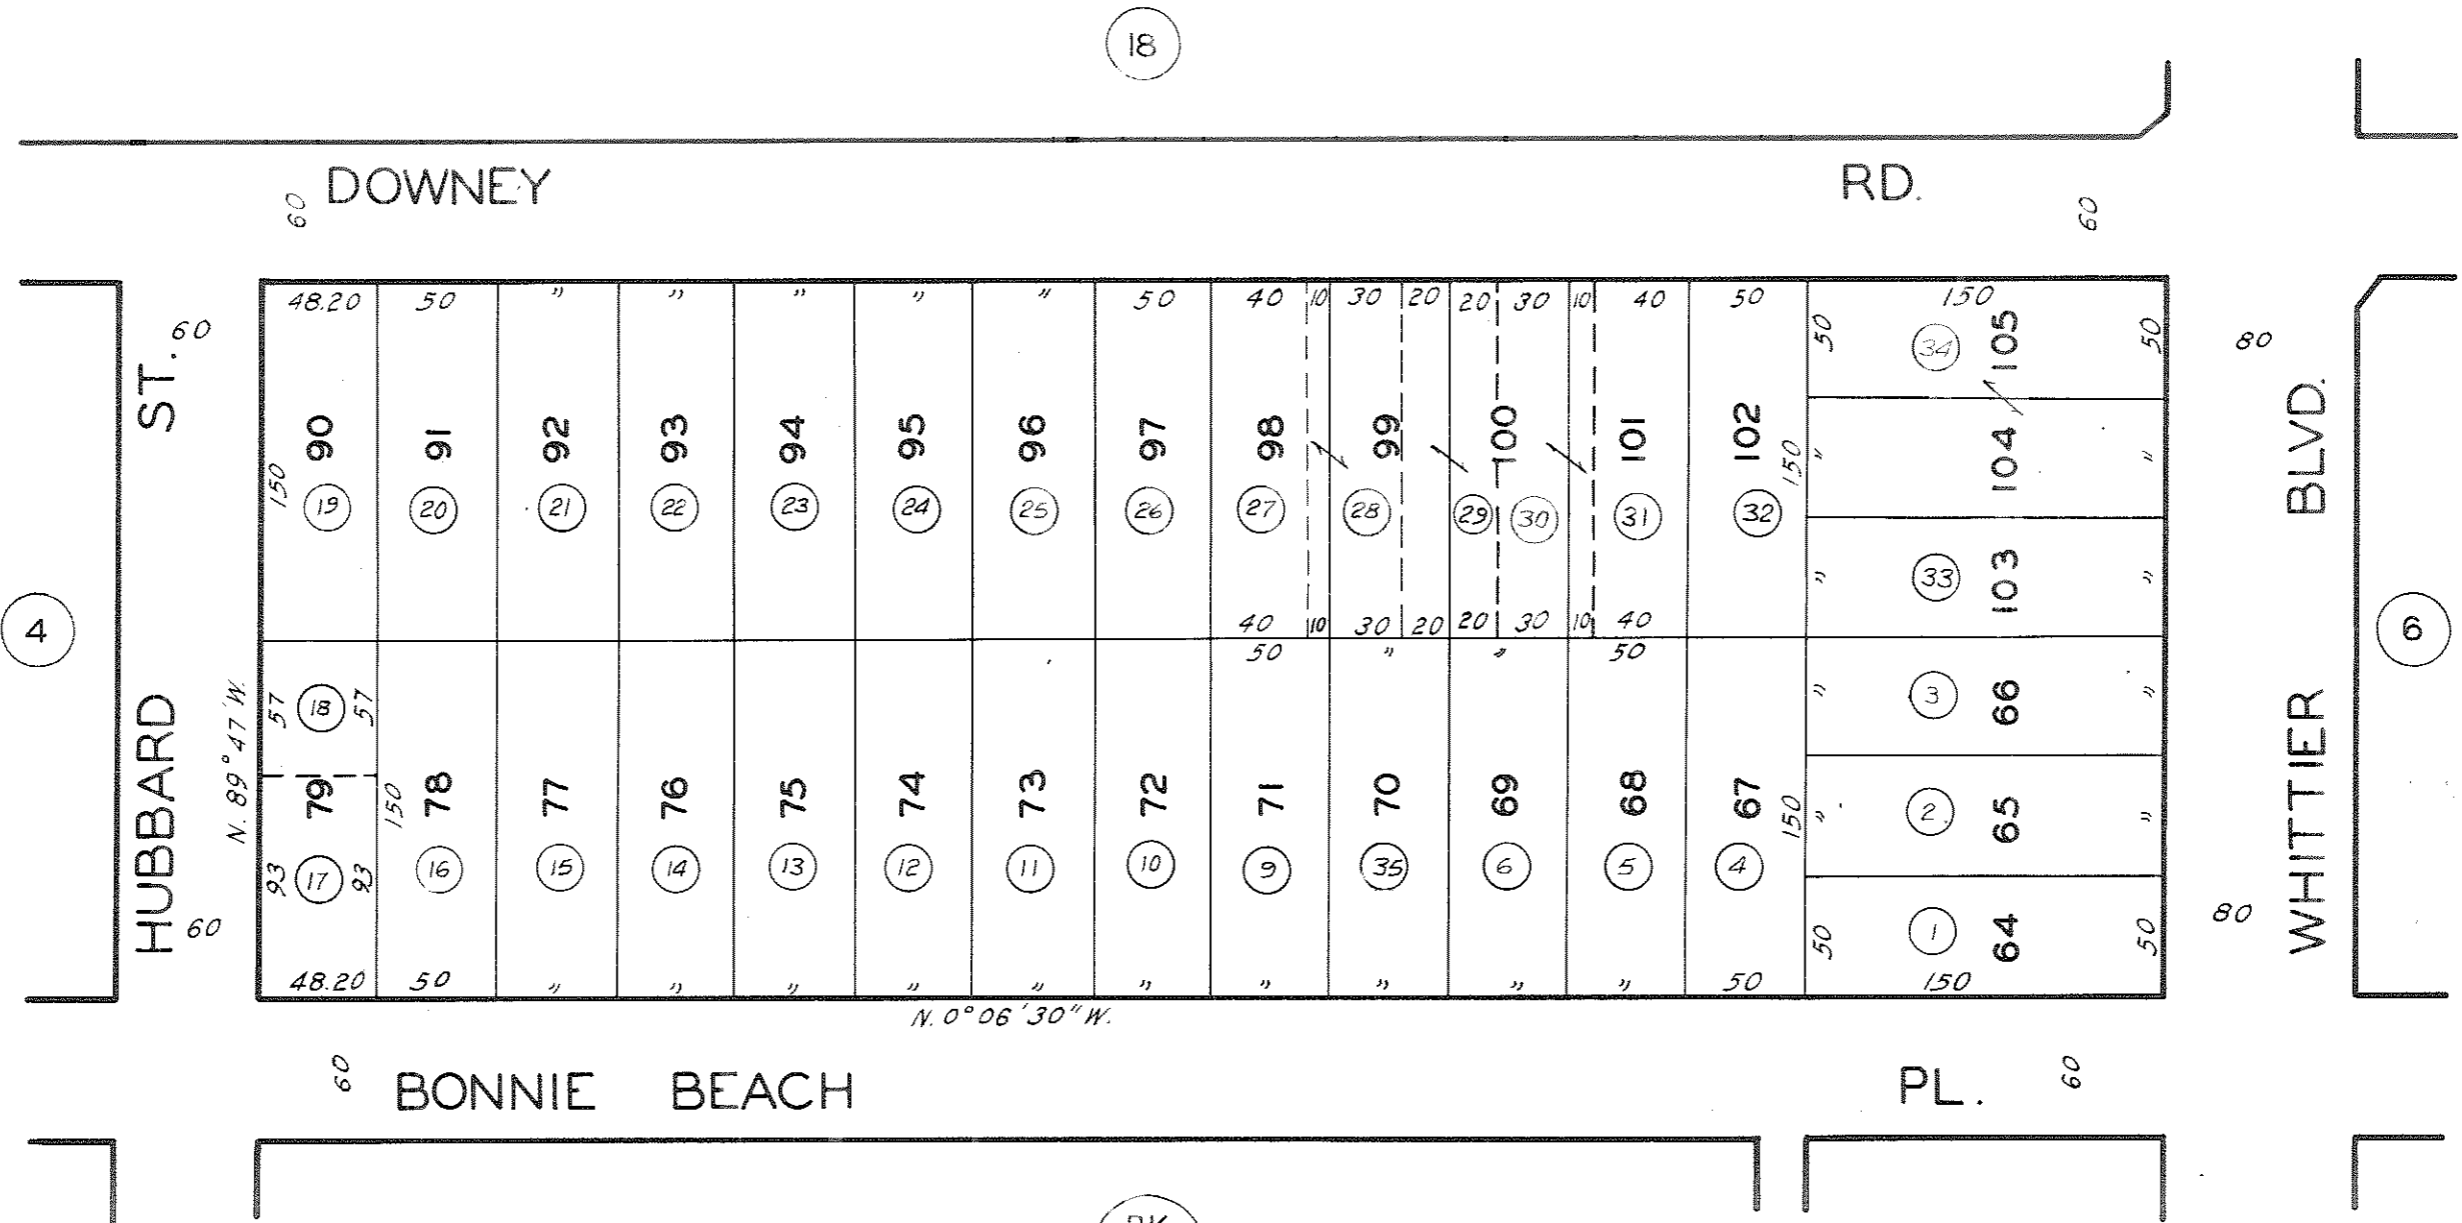 18
DOWNEY RD.
60 60
48.20 50 " " " " " 50 40 10 30 20 20 30 10 40 50 150
60 ST. 50 34 105 50 80
90 91 92 93 94 95 96 97 98 99 100 101 102 104 BLVD.
150 150 " "
19 20 21 22 23 24 25 26 27 28 29 30 31 32
" 33 103 "
4 40 10 30 20 20 30 10 40 6
50 " " 50
57 18 57 " 3 66 "
HUBBARD N. 89° 47' W. WHITTIER
79 150 78 77 76 75 74 73 72 71 70 69 68 67 150 " 2 65 "
93 17 93 16 15 14 13 12 11 10 9 35 6 5 4
60 50 1 64 50 80
48.20 50 " " " " " " " " " " 50 150
N. 0° 06' 30" W.
60 BONNIE BEACH PL. 60